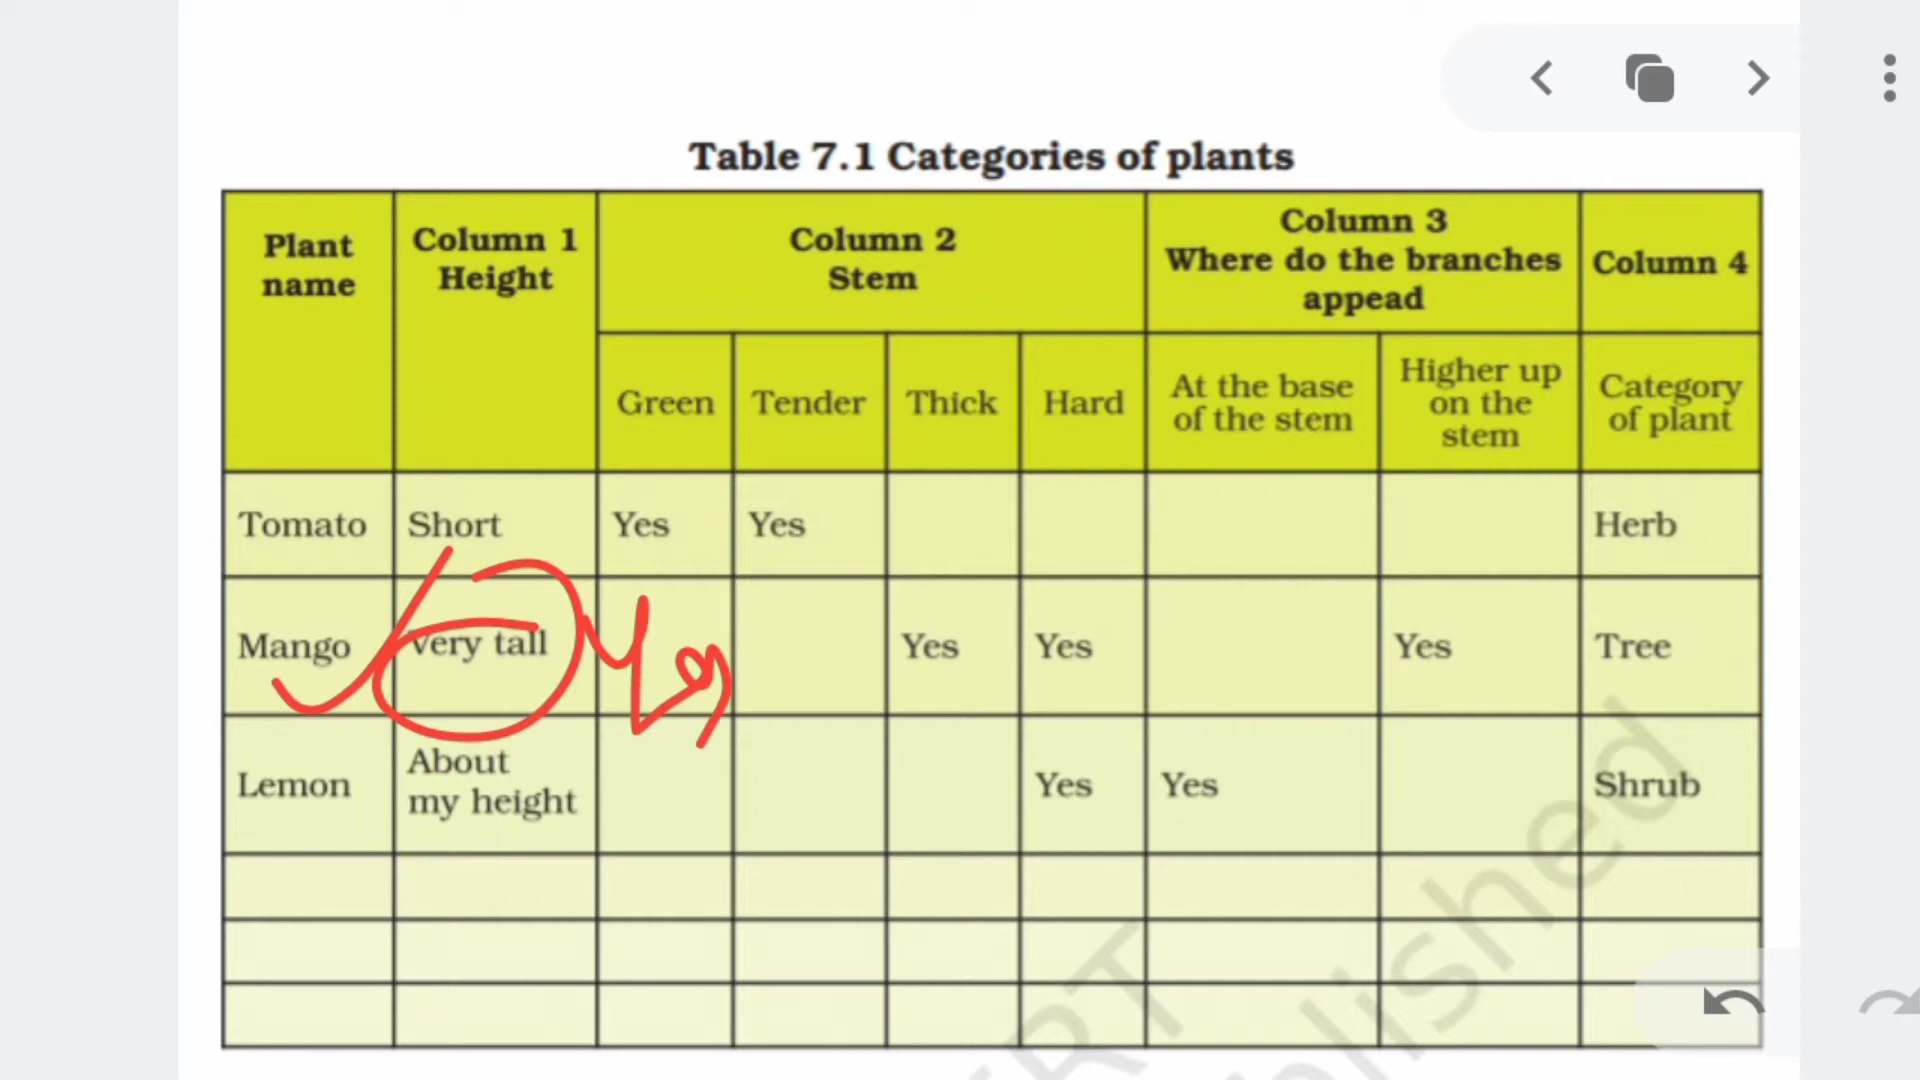 Table 7.1 Categories of plants
Plant name
Column 1 Height
Column 2 Stem
Column 3 Where do the branches appead
Column 4
Green
Tender
Thick
Hard
At the base of the stem
Higher up on the stem
Category of plant
Tomato Short Yes Yes Herb
Mango Very tall Yes Yes Yes Tree
Lemon About my height Yes Yes Shrub